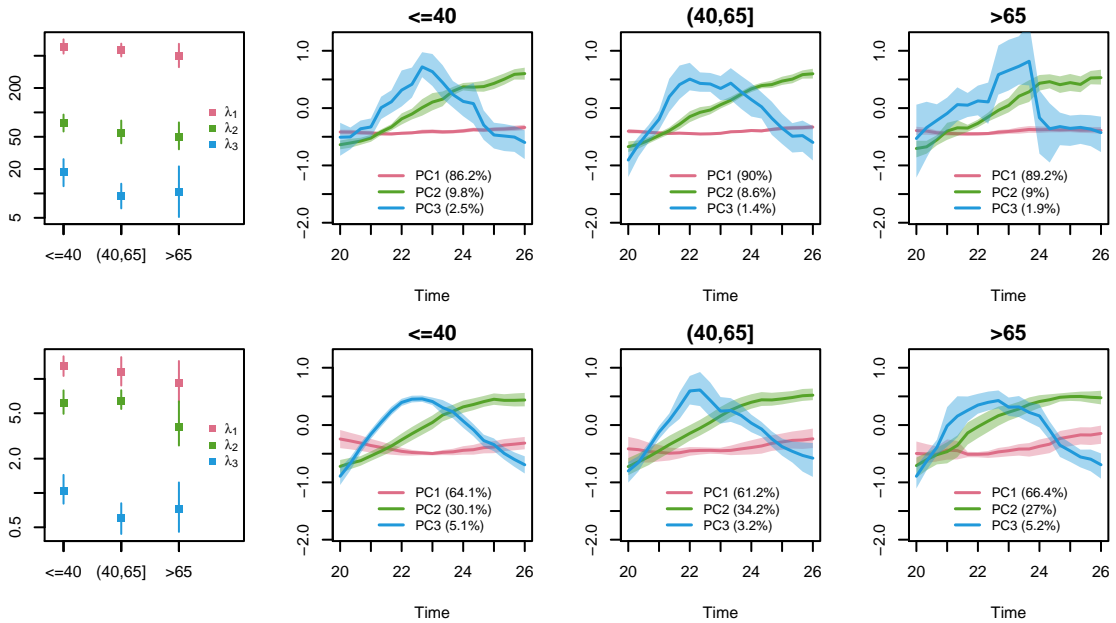 <=40
(40,65]
>65
200
50
20
5
λ1
λ2
λ3
<=40 (40,65] >65
1.0
0.0
−1.0
−2.0
PC1 (86.2%)
PC2 (9.8%)
PC3 (2.5%)
20 22 24 26
Time
1.0
0.0
−1.0
−2.0
PC1 (90%)
PC2 (8.6%)
PC3 (1.4%)
20 22 24 26
Time
1.0
0.0
−1.0
−2.0
PC1 (89.2%)
PC2 (9%)
PC3 (1.9%)
20 22 24 26
Time
<=40
(40,65]
>65
5.0
2.0
0.5
λ1
λ2
λ3
<=40 (40,65] >65
1.0
0.0
−1.0
−2.0
PC1 (64.1%)
PC2 (30.1%)
PC3 (5.1%)
20 22 24 26
Time
1.0
0.0
−1.0
−2.0
PC1 (61.2%)
PC2 (34.2%)
PC3 (3.2%)
20 22 24 26
Time
1.0
0.0
−1.0
−2.0
PC1 (66.4%)
PC2 (27%)
PC3 (5.2%)
20 22 24 26
Time